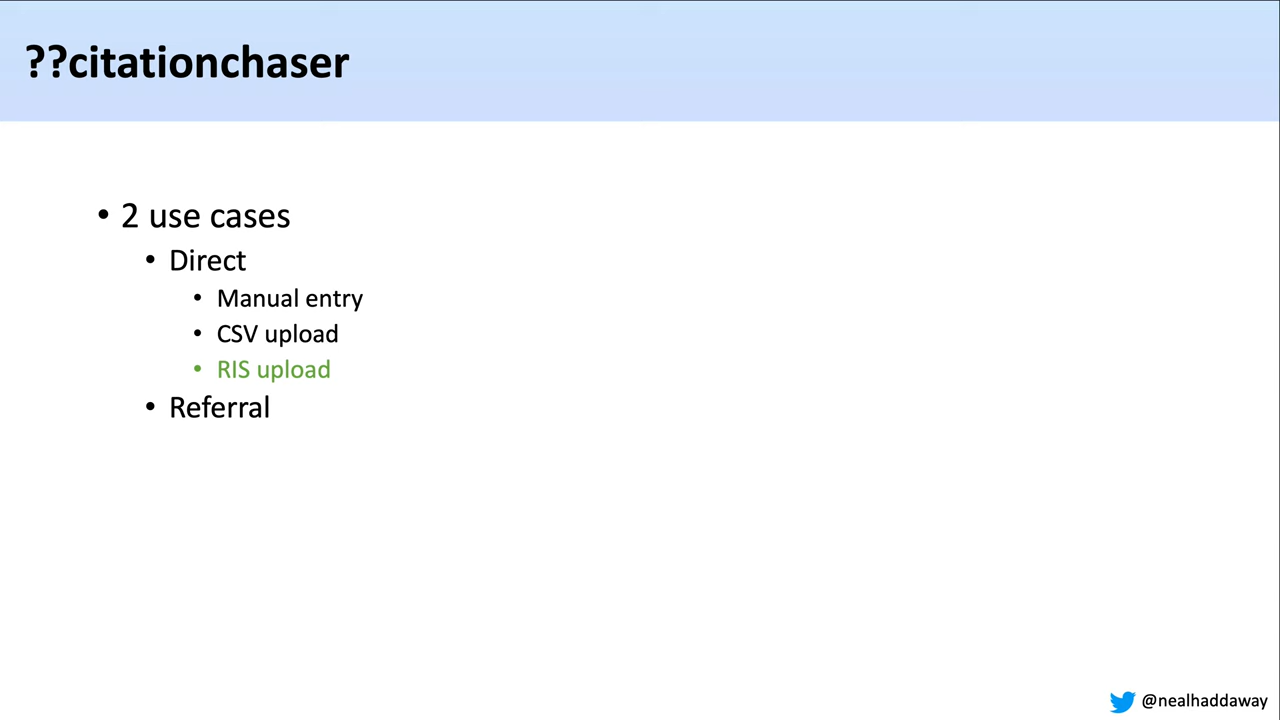 ??citationchaser
• 2 use cases
• Direct
• Manual entry
• CSV upload
• RIS upload
• Referral
@nealhaddaway